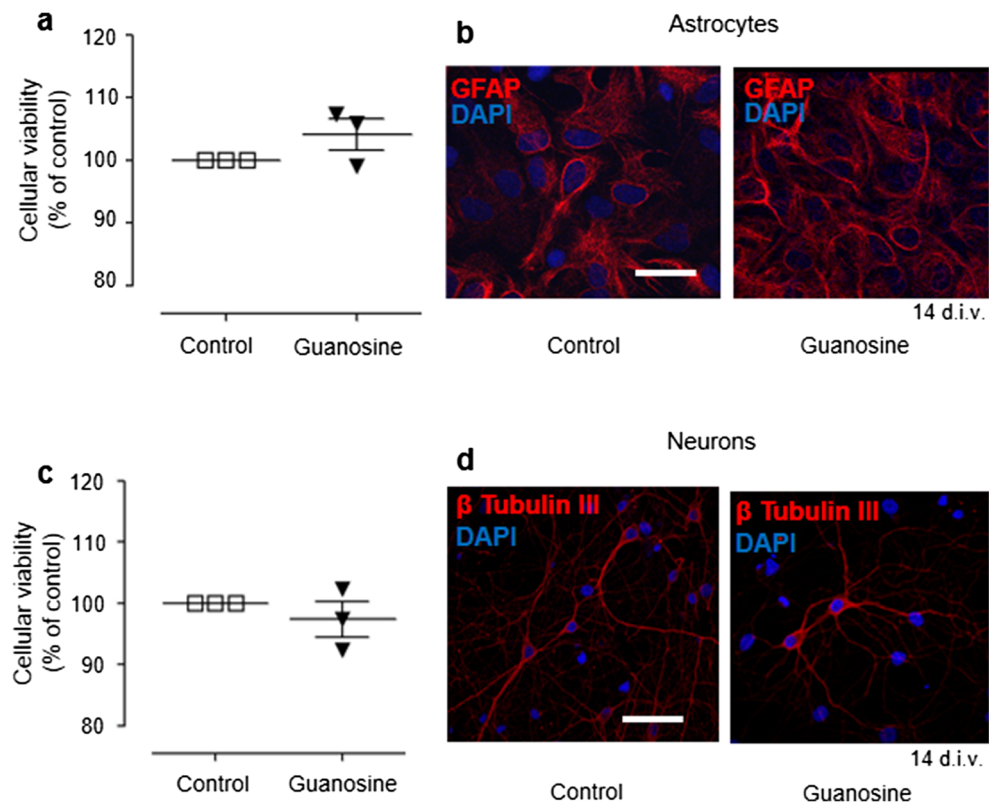 a
120
110
100
90
80
Cellular viability
(% of control)
Control
Guanosine
b
Astrocytes
GFAP
DAPI
GFAP
DAPI
14 d.i.v.
Control
Guanosine
c
120
110
100
90
80
Cellular viability
(% of control)
Control
Guanosine
d
Neurons
β Tubulin III
DAPI
β Tubulin III
DAPI
14 d.i.v.
Control
Guanosine